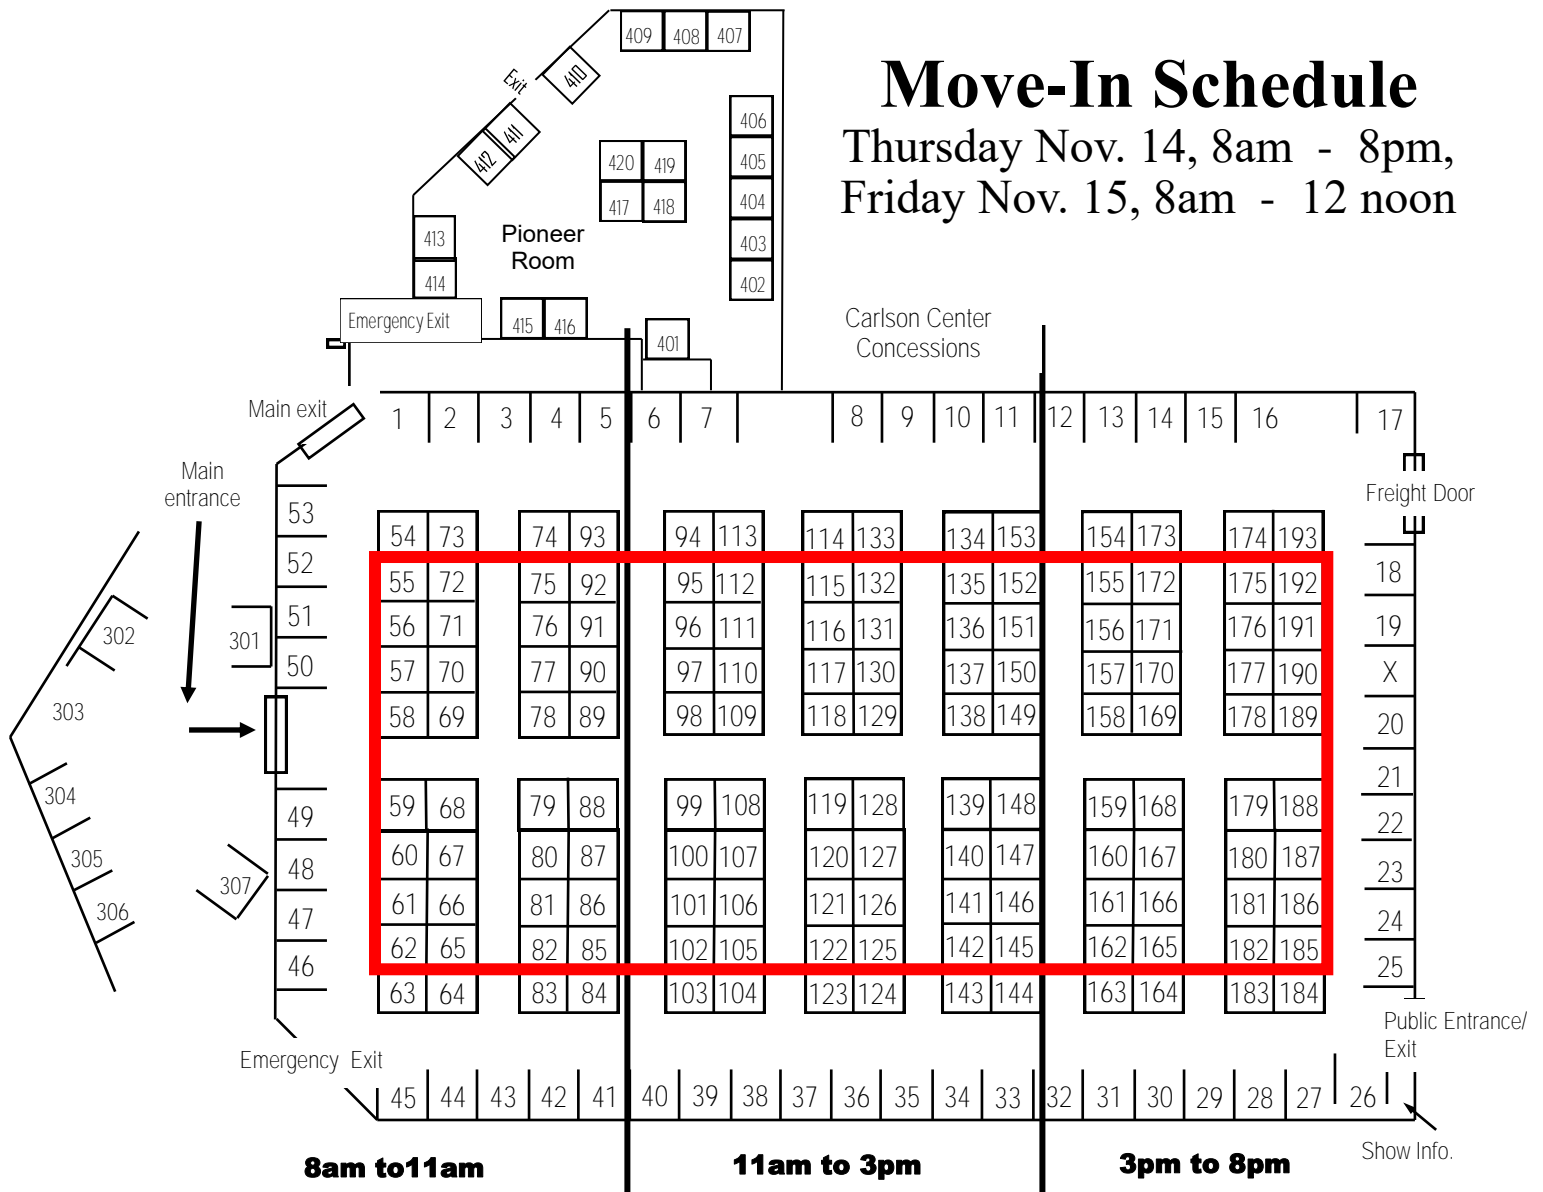 Move-In Schedule
Thursday Nov. 14, 8am - 8pm,
Friday Nov. 15, 8am - 12 noon
409 408 407
410
Exit
411
412
406
405
404
403
402
420 419
417 418
413
414
Pioneer
Room
Emergency Exit
415 416
401
Carlson Center
Concessions
Main exit
1 2 3 4 5 6 7 8 9 10 11 12 13 14 15 16 17
Main
entrance
Freight Door
53
52
51
50
49
48
47
46
301
302
303
304
305
306
307
54 73 74 93 94 113 114 133 134 153 154 173 174 193
55 72 75 92 95 112 115 132 135 152 155 172 175 192
56 71 76 91 96 111 116 131 136 151 156 171 176 191
57 70 77 90 97 110 117 130 137 150 157 170 177 190
58 69 78 89 98 109 118 129 138 149 158 169 178 189
59 68 79 88 99 108 119 128 139 148 159 168 179 188
60 67 80 87 100 107 120 127 140 147 160 167 180 187
61 66 81 86 101 106 121 126 141 146 161 166 181 186
62 65 82 85 102 105 122 125 142 145 162 165 182 185
63 64 83 84 103 104 123 124 143 144 163 164 183 184
18
19
X
20
21
22
23
24
25
Public Entrance/
Exit
Emergency Exit
45 44 43 42 41 40 39 38 37 36 35 34 33 32 31 30 29 28 27 26
Show Info.
8am to11am
11am to 3pm
3pm to 8pm